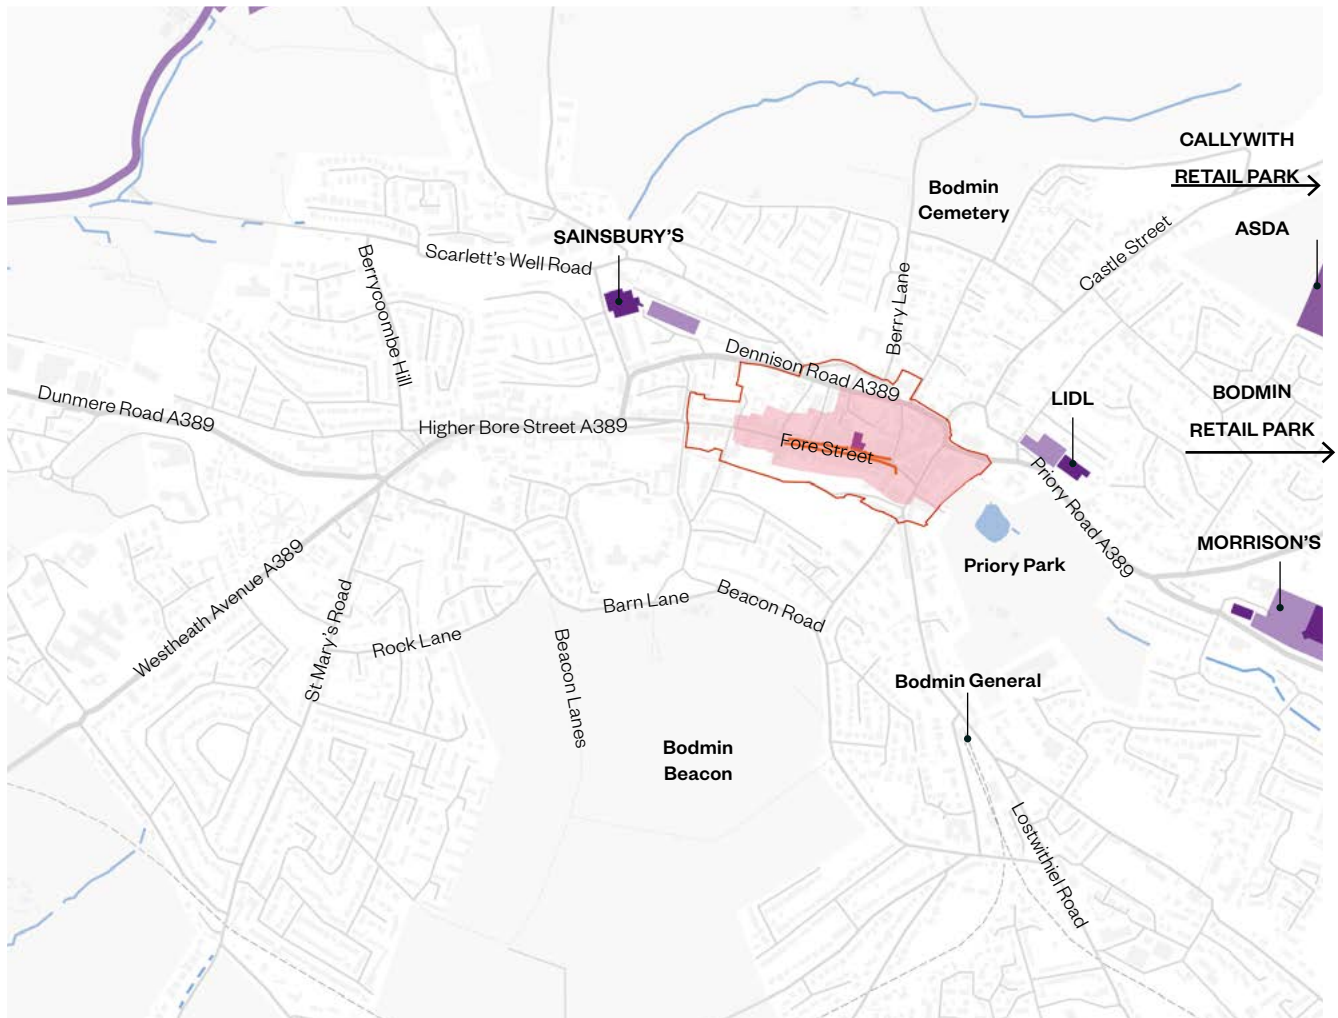 CALLYWITH
RETAIL PARK
Bodmin
Cemetery
ASDA
SAINSBURY'S
Castle Street
Scarlett's Well Road
Berrycoombe Hill
Berry Lane
Dennison Road A389
BODMIN
RETAIL PARK
LIDL
Dunmere Road A389
Higher Bore Street A389
Fore Street
Priory Road A389
MORRISON'S
Priory Park
Westheath Avenue A389
St Mary's Road
Rock Lane
Barn Lane
Beacon Road
Beacon Lanes
Bodmin General
Bodmin
Beacon
Lostwithiel Road